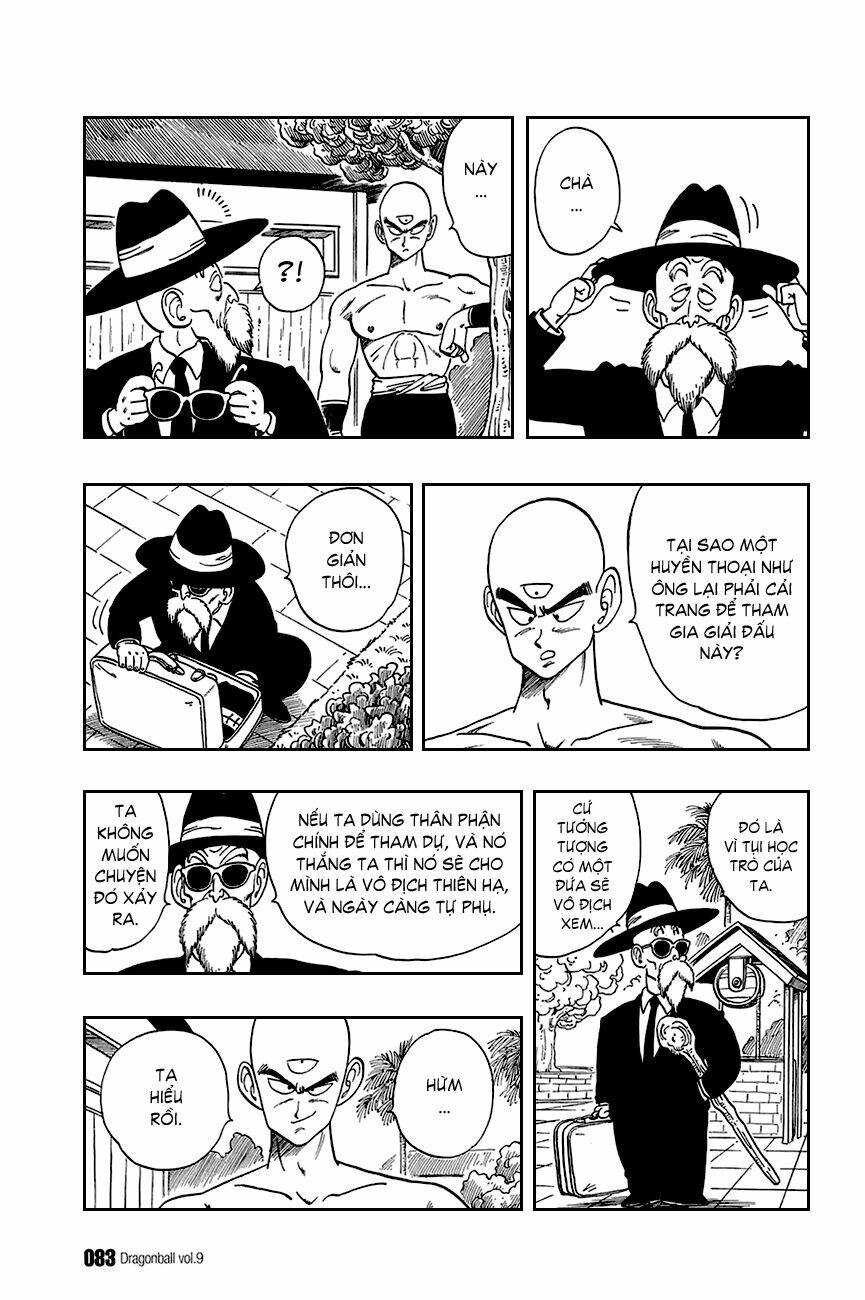 CHÀ
...
NÀY
...
?!
TẠI SAO MỘT
HUYỀN THOẠI NHƯ
ÔNG LẠI PHẢI CẢI
TRANG ĐỂ THAM
GIA GIẢI ĐẤU
NÀY?
ĐƠN
GIẢN
THÔI...
ĐÓ LÀ
VÌ TỤI HỌC
TRÒ CỦA
TA.
CỨ
TƯỞNG
TƯỢNG
CÓ MỘT
ĐỨA SẼ
VÔ ĐỊCH
XEM...
NẾU TA DÙNG THÂN PHẬN
CHÍNH ĐỂ THAM DỰ, VÀ NÓ
THẮNG TA THÌ NÓ SẼ CHO
MÌNH LÀ VÔ ĐỊCH THIÊN HẠ,
VÀ NGÀY CÀNG TỰ PHỤ.
TA
KHÔNG
MUỐN
CHUYỆN
ĐÓ XẢY
RA.
HỪM
...
TA
HIỂU
RỒI.
083 Dragonball vol.9